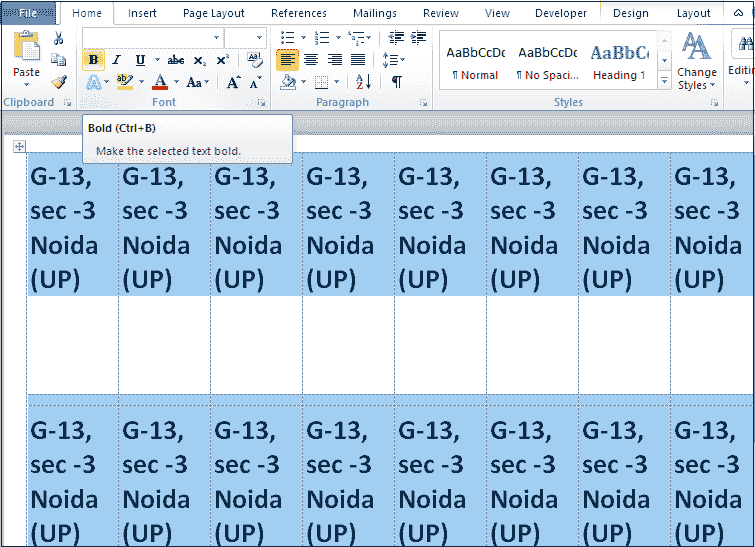 File Home Insert Page Layout References Mailings Review View Developer Design Layout
Paste
B I U abc x₂ x² Aa
A A A A
AaBbCcDc AaBbCcDc AaBbC
¶ Normal ¶ No Spaci... Heading 1
Change
Styles
Editin
Clipboard Font Paragraph Styles
Bold (Ctrl+B)
Make the selected text bold.
G-13, G-13, G-13, G-13, G-13, G-13, G-13, G-13,
sec -3 sec -3 sec -3 sec -3 sec -3 sec -3 sec -3 sec -3
Noida Noida Noida Noida Noida Noida Noida Noida
(UP) (UP) (UP) (UP) (UP) (UP) (UP) (UP)
G-13, G-13, G-13, G-13, G-13, G-13, G-13, G-13,
sec -3 sec -3 sec -3 sec -3 sec -3 sec -3 sec -3 sec -3
Noida Noida Noida Noida Noida Noida Noida Noida
(UP) (UP) (UP) (UP) (UP) (UP) (UP) (UP)